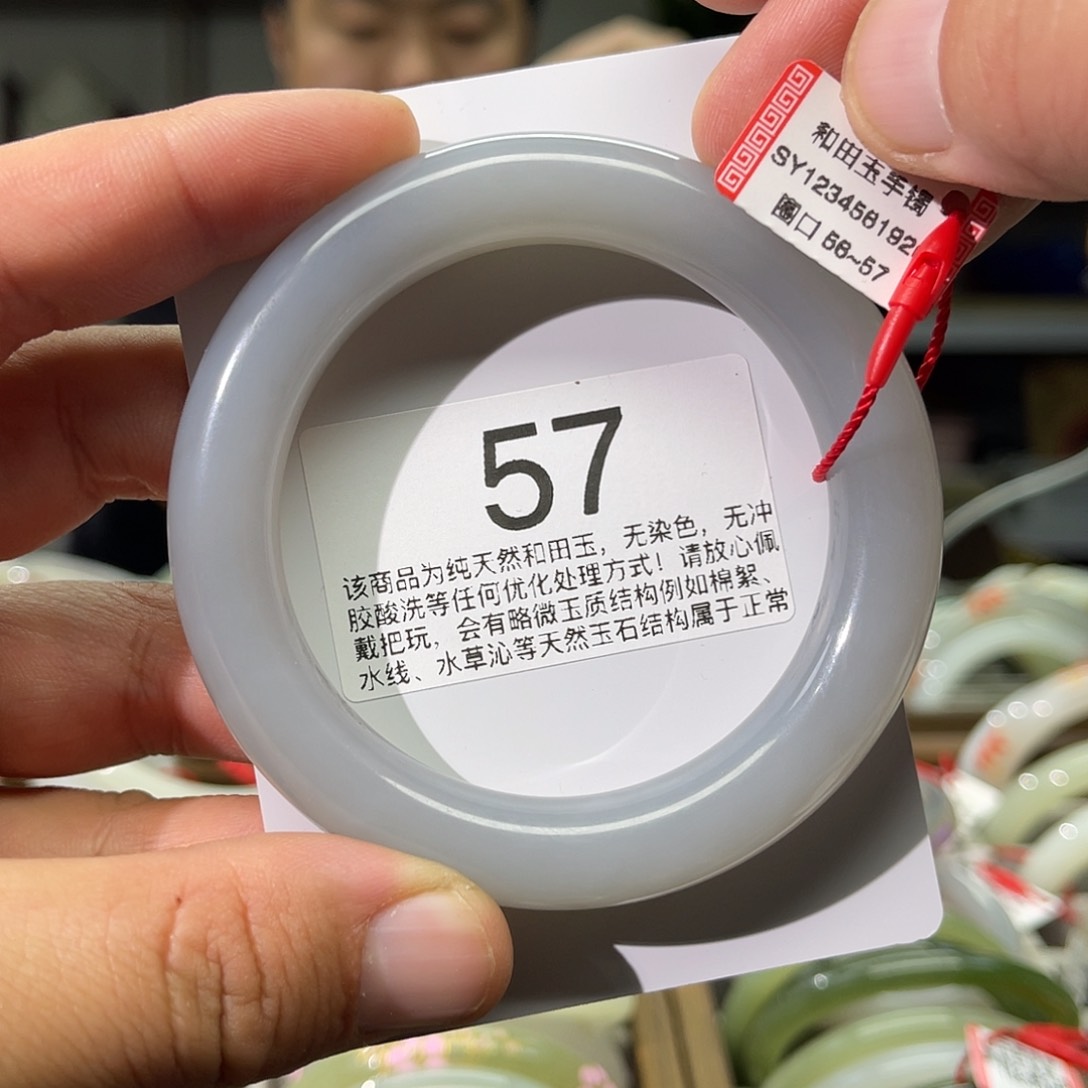 和田玉手镯
SY123456192
圈口 56~57
57
该商品为纯天然和田玉，无染色，无冲
胶酸洗等任何优化处理方式！请放心佩
戴把玩，会有略微玉质结构例如棉絮、
水线、水草沁等天然玉石结构属于正常